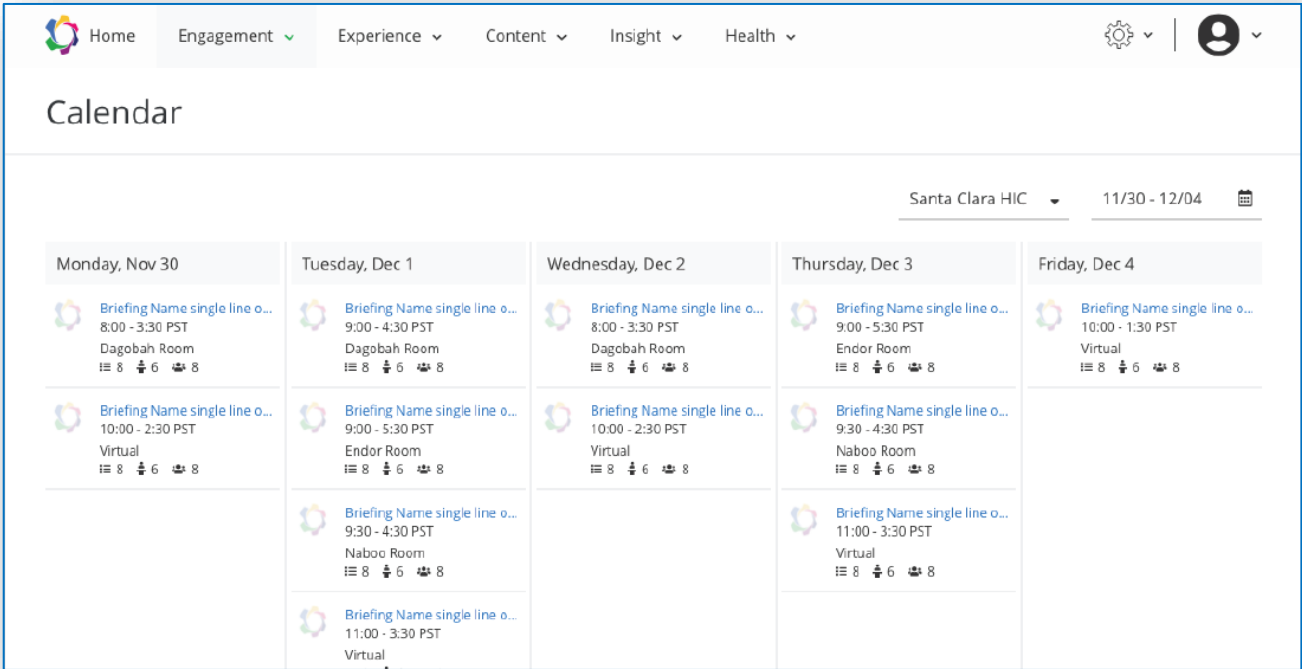 Home Engagement Experience Content Insight Health
Calendar
Santa Clara HIC 11/30 - 12/04
Monday, Nov 30
Briefing Name single line o...
8:00 - 3:30 PST
Dagobah Room
8 6 8
Briefing Name single line o...
10:00 - 2:30 PST
Virtual
8 6 8
Tuesday, Dec 1
Briefing Name single line o...
9:00 - 4:30 PST
Dagobah Room
8 6 8
Briefing Name single line o...
9:00 - 5:30 PST
Endor Room
8 6 8
Briefing Name single line o...
9:30 - 4:30 PST
Naboo Room
8 6 8
Briefing Name single line o...
11:00 - 3:30 PST
Virtual
Wednesday, Dec 2
Briefing Name single line o...
8:00 - 3:30 PST
Dagobah Room
8 6 8
Briefing Name single line o...
10:00 - 2:30 PST
Virtual
8 6 8
Thursday, Dec 3
Briefing Name single line o...
9:00 - 5:30 PST
Endor Room
8 6 8
Briefing Name single line o...
9:30 - 4:30 PST
Naboo Room
8 6 8
Briefing Name single line o...
11:00 - 3:30 PST
Virtual
8 6 8
Friday, Dec 4
Briefing Name single line o...
10:00 - 1:30 PST
Virtual
8 6 8